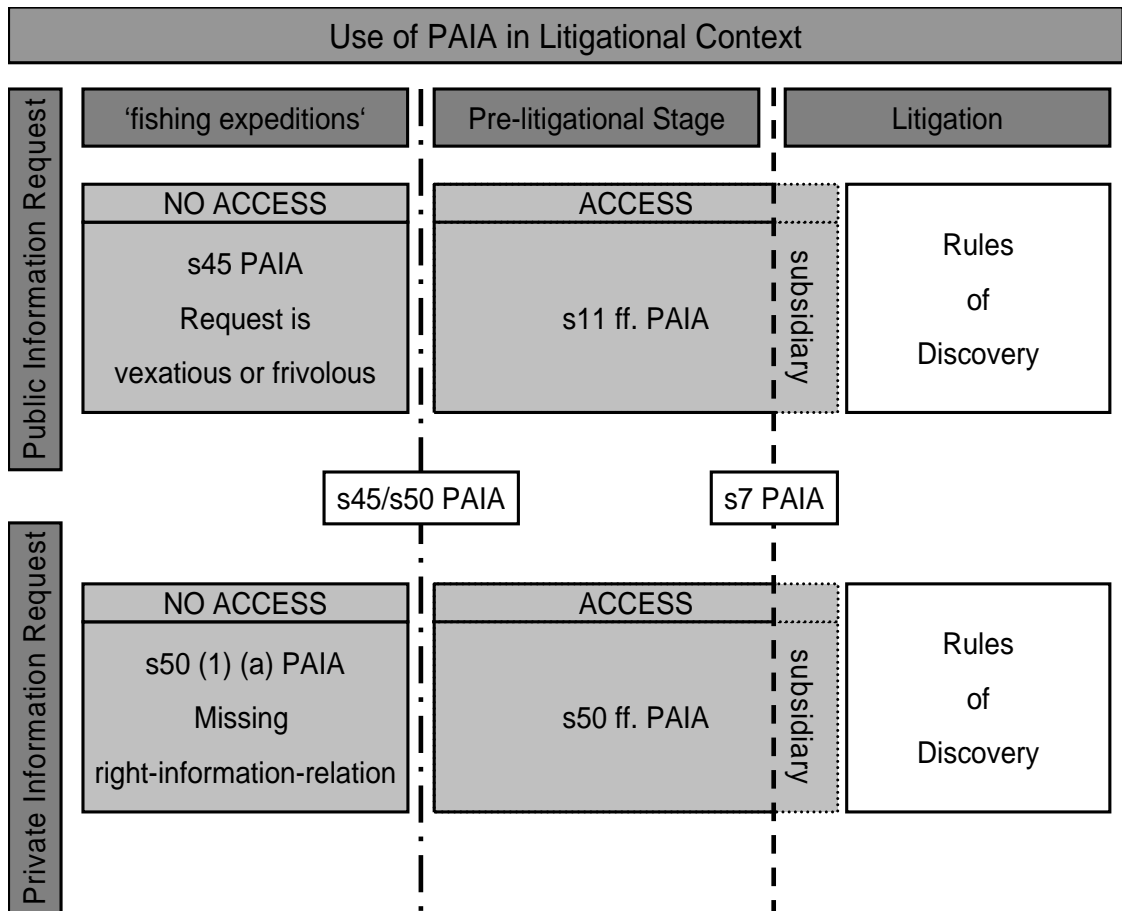 Use of PAIA in Litigational Context
Public Information Request
‘fishing expeditions‘
Pre-litigational Stage
Litigation
NO ACCESS
s45 PAIA
Request is
vexatious or frivolous
ACCESS
s11 ff. PAIA
subsidiary
Rules
of
Discovery
s45/s50 PAIA
s7 PAIA
Private Information Request
NO ACCESS
s50 (1) (a) PAIA
Missing
right-information-relation
ACCESS
s50 ff. PAIA
subsidiary
Rules
of
Discovery